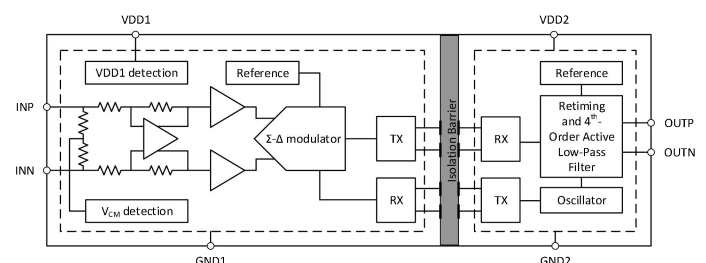 VDD1
VDD2
VDD1 detection
Reference
Reference
INP
INN
Σ-Δ modulator
TX
RX
Isolation Barrier
RX
TX
Retiming
and 4th-
Order Active
Low-Pass
Filter
OUTP
OUTN
VCM detection
Oscillator
GND1
GND2